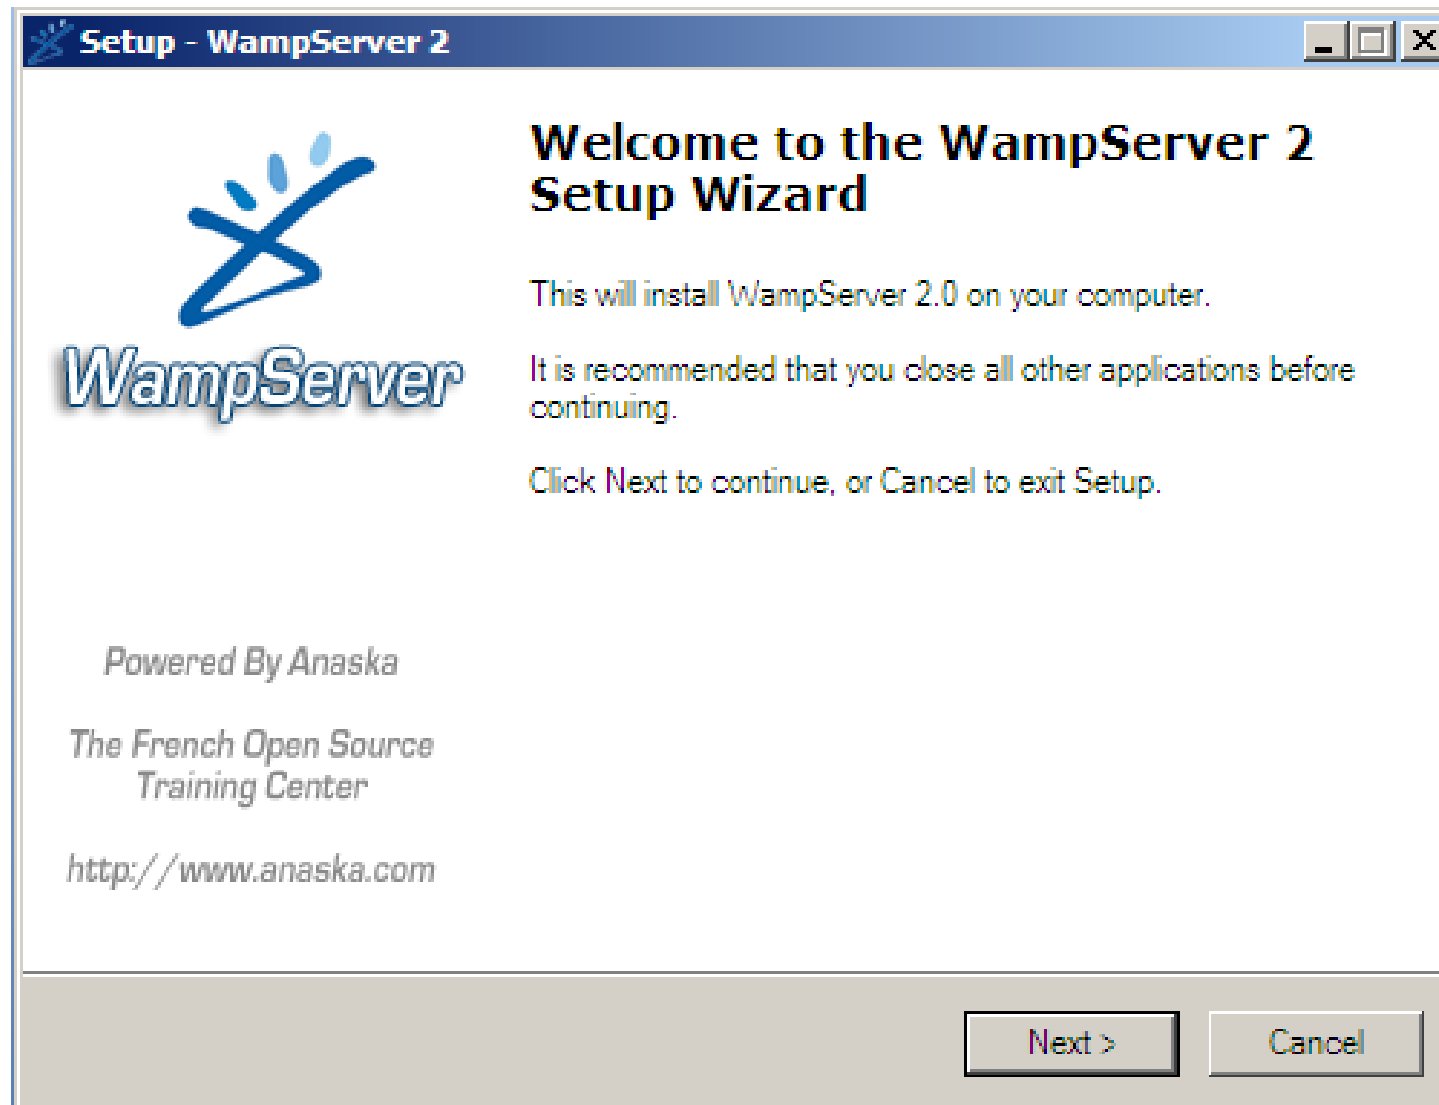 Setup - WampServer 2
Welcome to the WampServer 2
Setup Wizard
This will install WampServer 2.0 on your computer.
It is recommended that you close all other applications before
continuing.
Click Next to continue, or Cancel to exit Setup.
WampServer
Powered By Anaska
The French Open Source
Training Center
http://www.anaska.com
Next >
Cancel